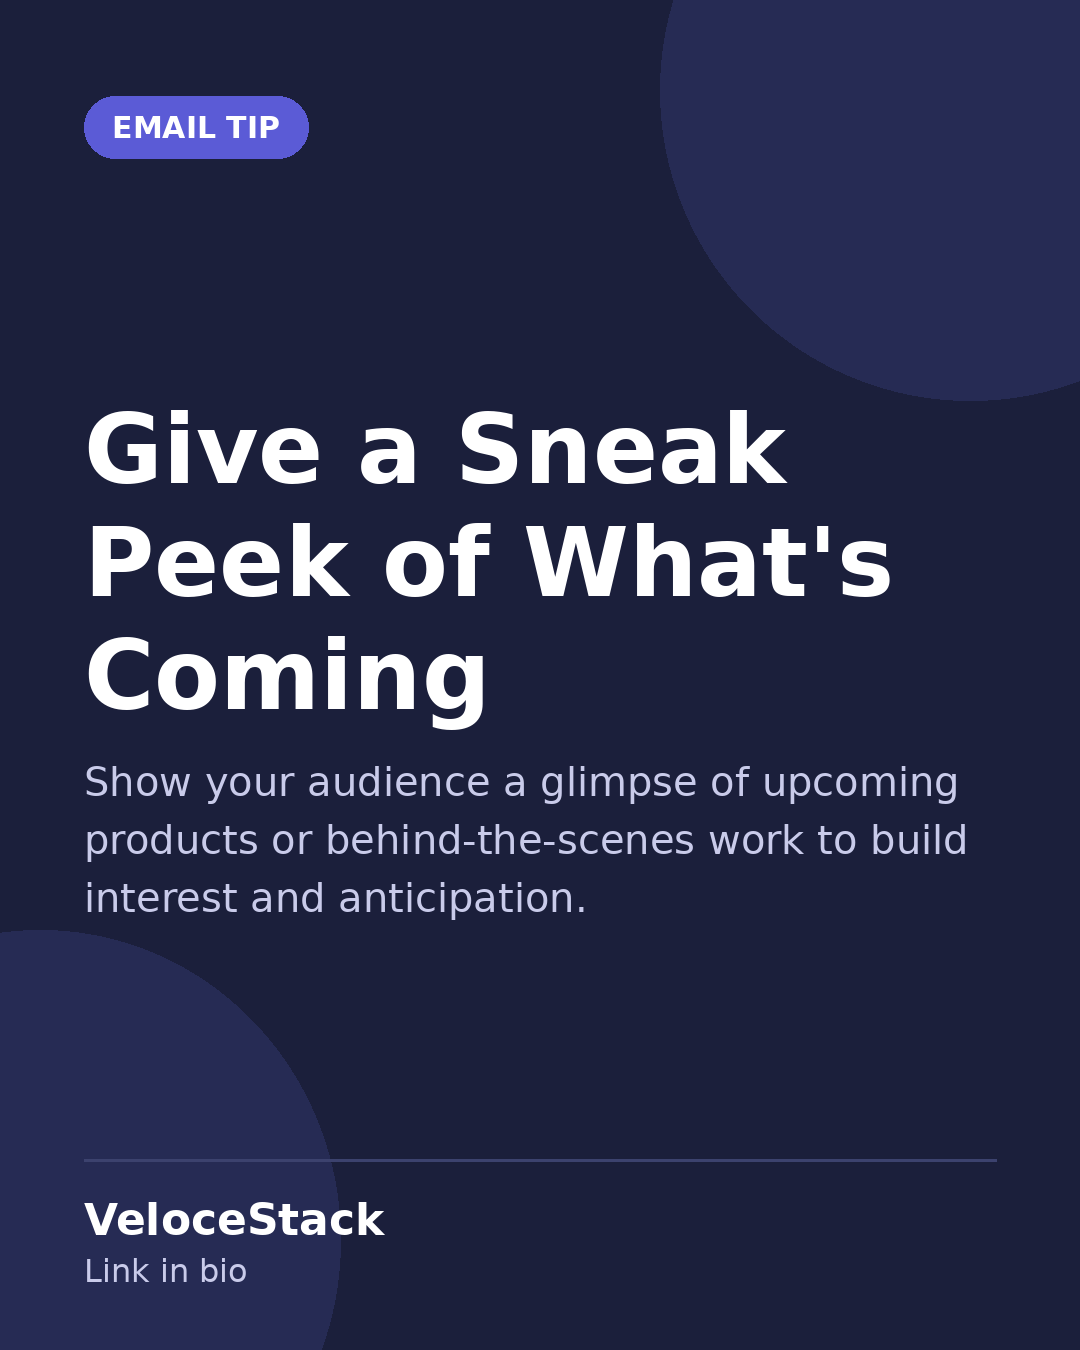 EMAIL TIP
Give a Sneak
Peek of What's
Coming
Show your audience a glimpse of upcoming
products or behind-the-scenes work to build
interest and anticipation.
VeloceStack
Link in bio